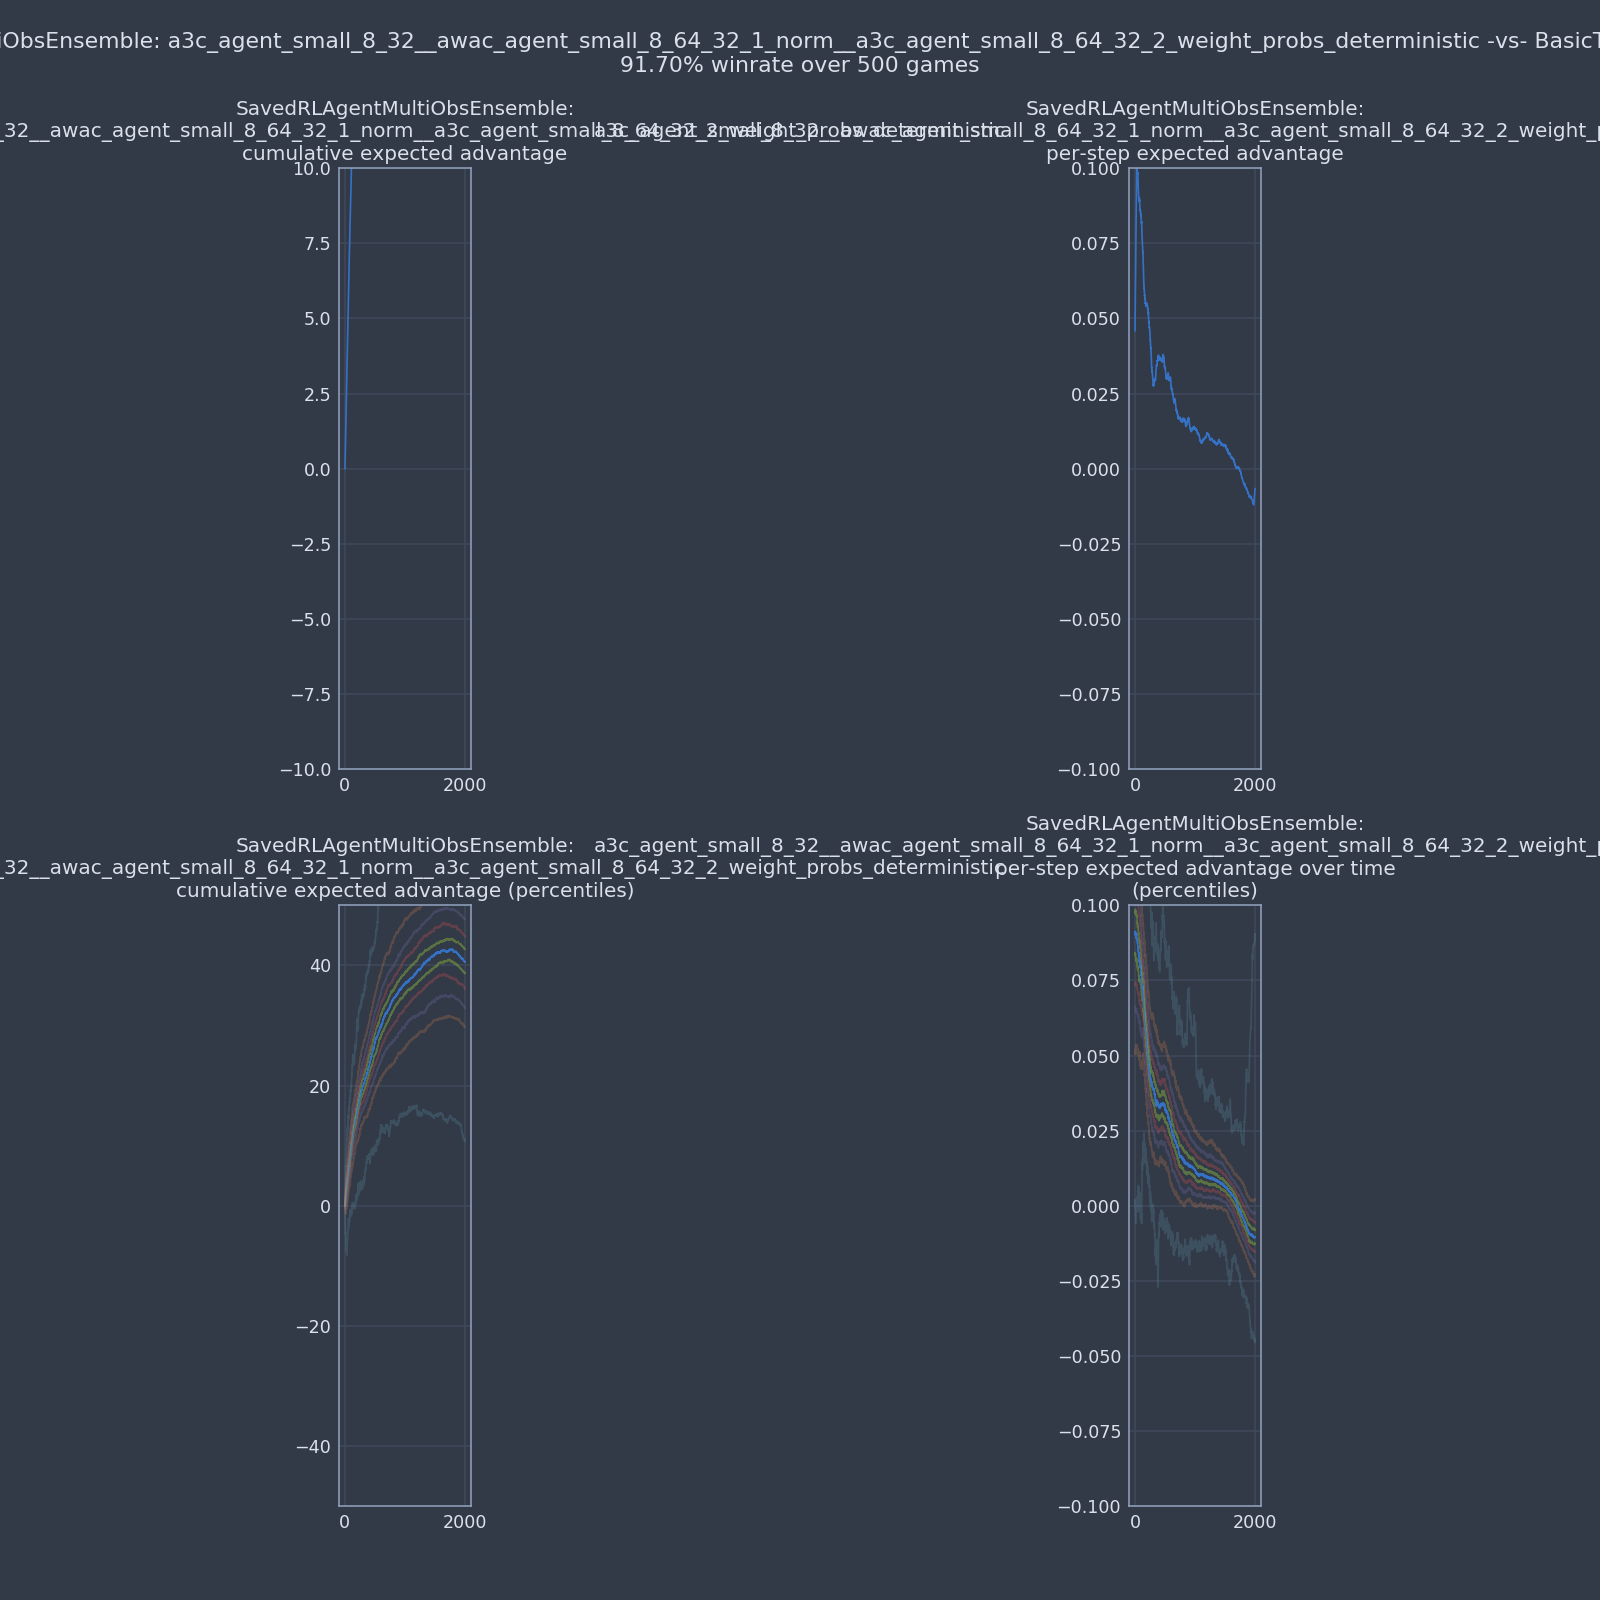 iObsEnsemble: a3c_agent_small_8_32__awac_agent_small_8_64_32_1_norm__a3c_agent_small_8_64_32_2_weight_probs_deterministic -vs- BasicT
91.70% winrate over 500 games
SavedRLAgentMultiObsEnsemble:
_32__awac_agent_small_8_64_32_1_norm__a3c_agent_small_8_64_32_2_weight_probs_deterministic
cumulative expected advantage
10.0
7.5
5.0
2.5
0.0
−2.5
−5.0
−7.5
−10.0
0 2000
SavedRLAgentMultiObsEnsemble:
a3c_agent_small_8_32__awac_agent_small_8_64_32_1_norm__a3c_agent_small_8_64_32_2_weight_p
per-step expected advantage
0.100
0.075
0.050
0.025
0.000
−0.025
−0.050
−0.075
−0.100
0 2000
SavedRLAgentMultiObsEnsemble:
_32__awac_agent_small_8_64_32_1_norm__a3c_agent_small_8_64_32_2_weight_probs_deterministic
cumulative expected advantage (percentiles)
40
20
0
−20
−40
0 2000
SavedRLAgentMultiObsEnsemble:
a3c_agent_small_8_32__awac_agent_small_8_64_32_1_norm__a3c_agent_small_8_64_32_2_weight_p
per-step expected advantage over time
(percentiles)
0.100
0.075
0.050
0.025
0.000
−0.025
−0.050
−0.075
−0.100
0 2000